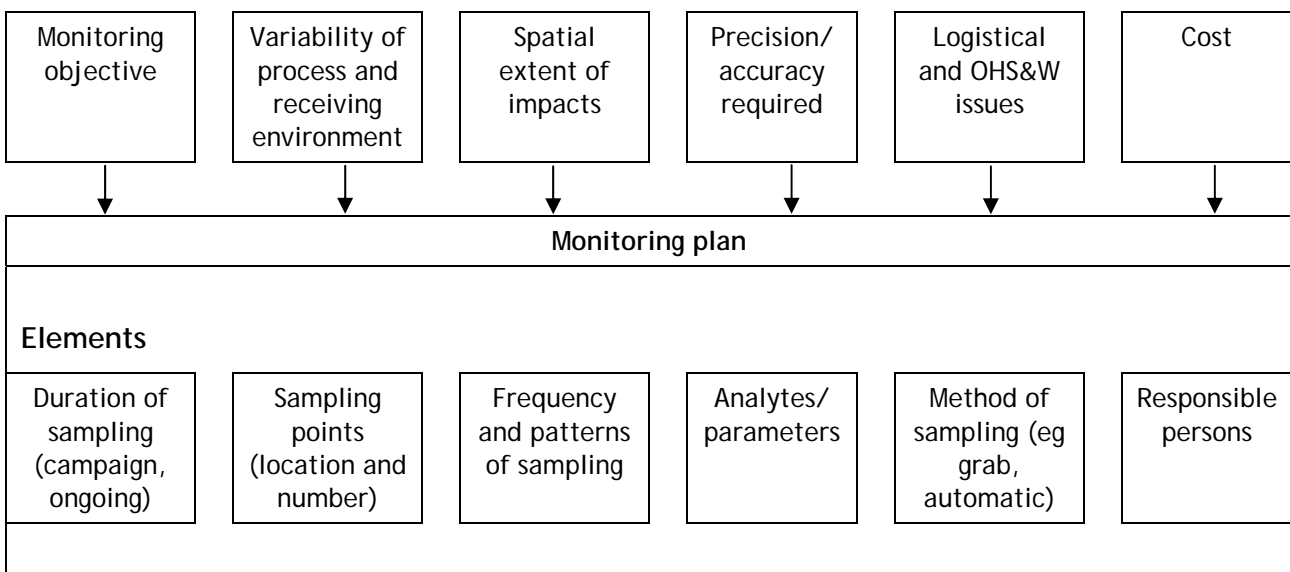 Monitoring
objective
Variability of
process and
receiving
environment
Spatial
extent of
impacts
Precision/
accuracy
required
Logistical
and OHS&W
issues
Cost
Monitoring plan
Elements
Duration of
sampling
(campaign,
ongoing)
Sampling
points
(location and
number)
Frequency
and patterns
of sampling
Analytes/
parameters
Method of
sampling (eg
grab,
automatic)
Responsible
persons